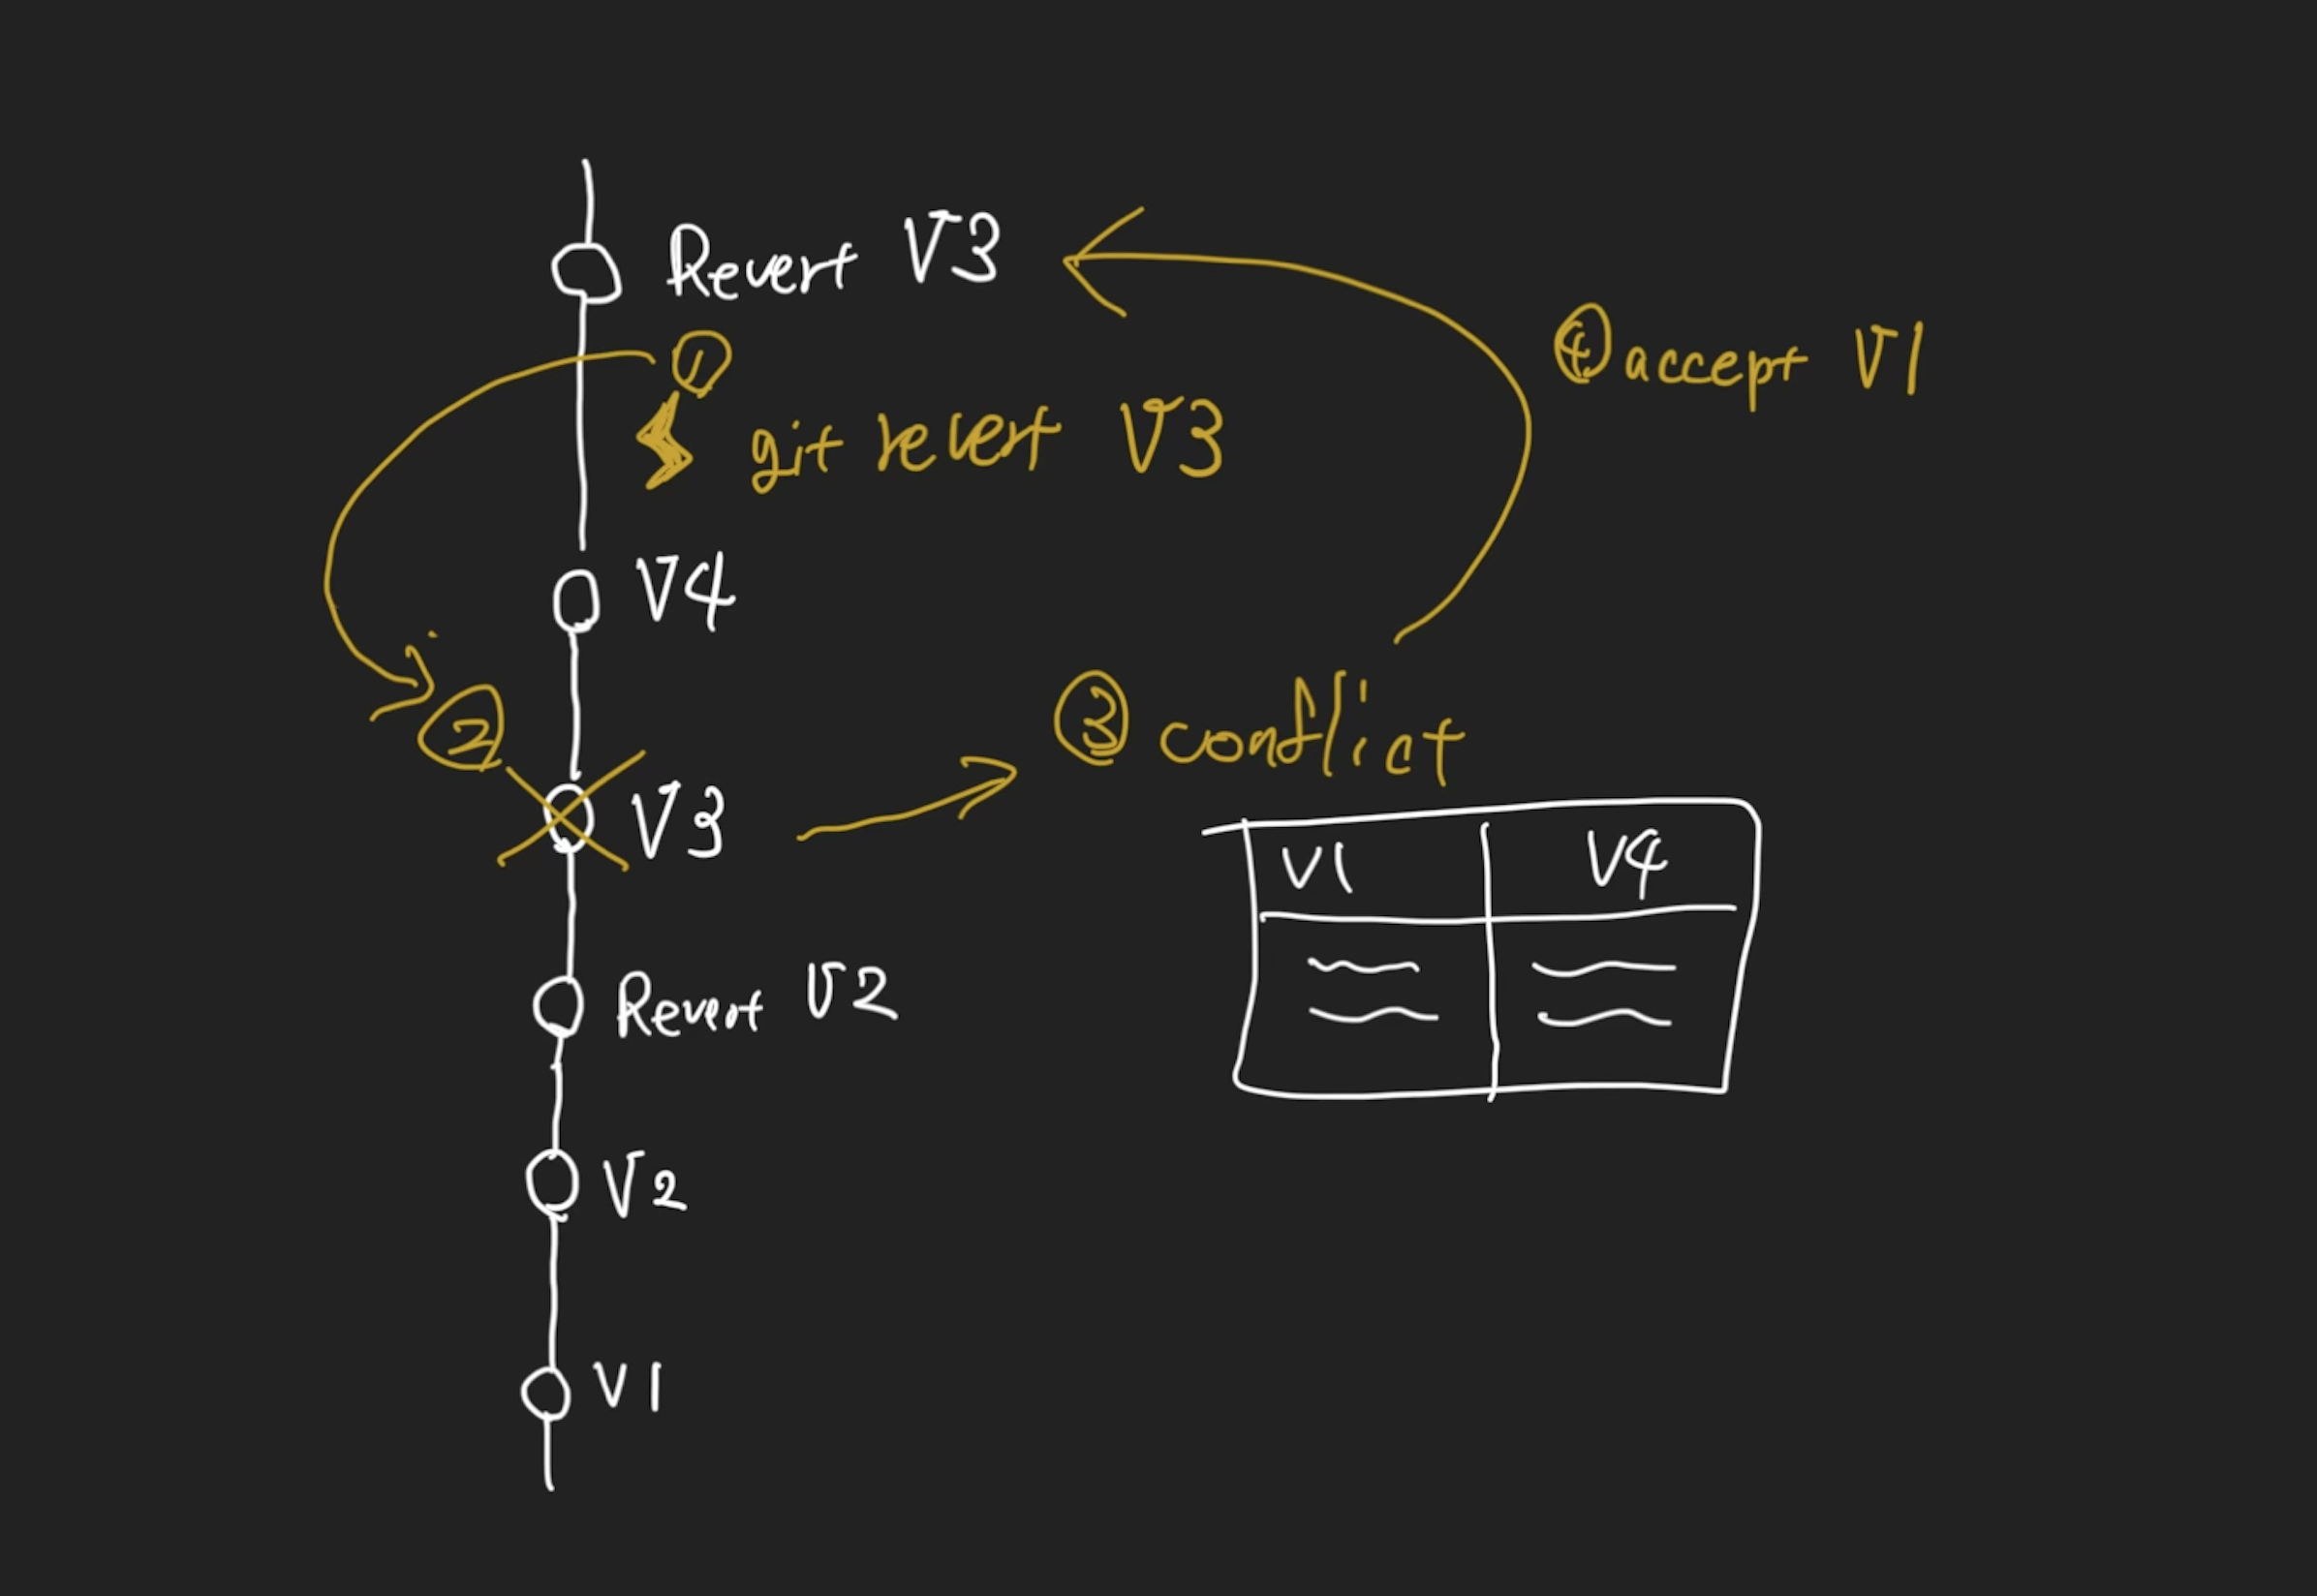 Revert V3
①
git revert V3
④ accept V1
V4
②
③ conflict
V3
V1 V4
Revert V2
V2
V1